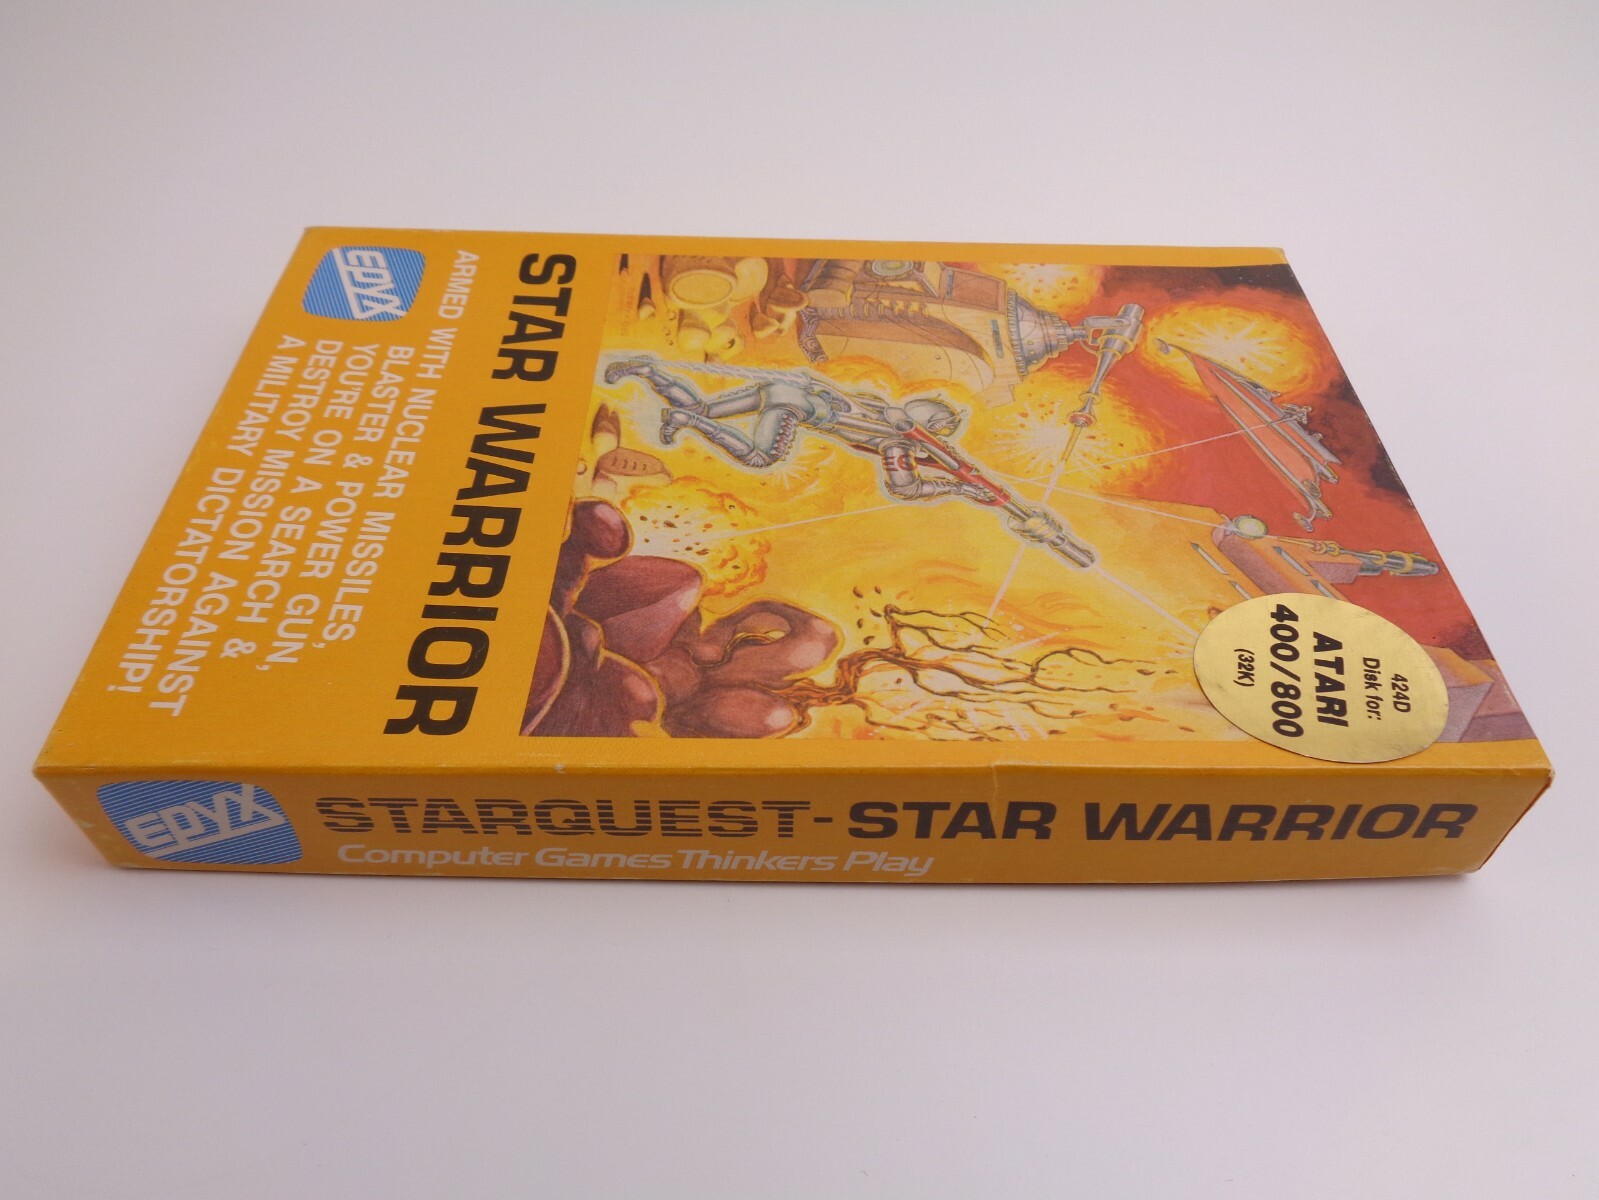 EPYX
ARMED WITH NUCLEAR MISSILES,
BLASTER & POWER GUN,
YOU'RE ON A SEARCH &
DESTROY MISSION AGAINST
A MILITARY DICTATORSHIP!
STAR WARRIOR
424D
Disk for:
ATARI
400/800
(32K)
EPYX
STARQUEST-STAR WARRIOR
Computer Games Thinkers Play